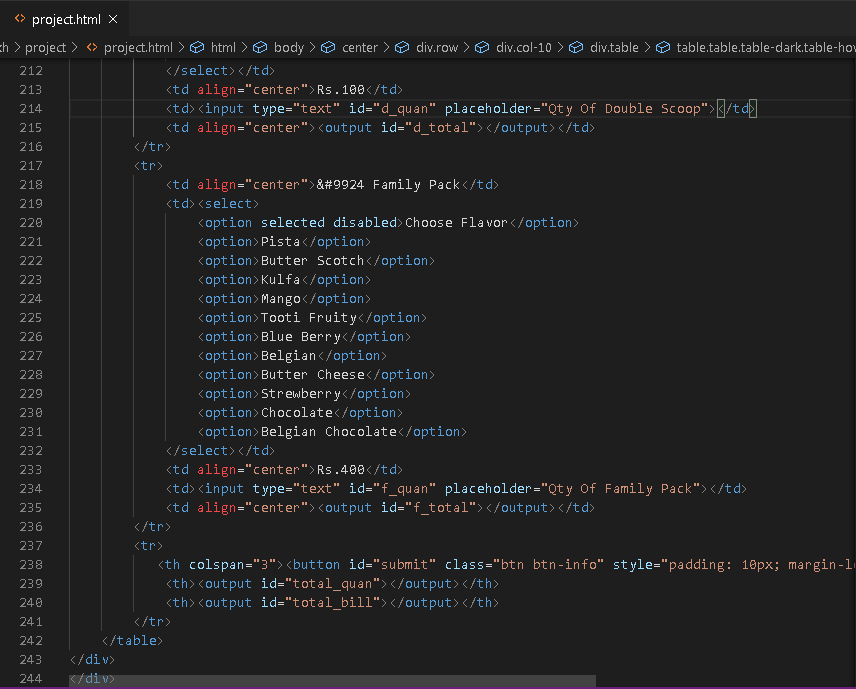 project.html
th > project > project.html > html > body > center > div.row > div.col-10 > div.table > table.table.table-dark.table-hov
212 </select></td>
213 <td align="center">Rs.100</td>
214 <td><input type="text" id="d_quan" placeholder="Qty Of Double Scoop"></td>
215 <td align="center"><output id="d_total"></output></td>
216 </tr>
217 <tr>
218 <td align="center">&#9924 Family Pack</td>
219 <td><select>
220 <option selected disabled>Choose Flavor</option>
221 <option>Pista</option>
222 <option>Butter Scotch</option>
223 <option>Kulfa</option>
224 <option>Mango</option>
225 <option>Tooti Fruity</option>
226 <option>Blue Berry</option>
227 <option>Belgian</option>
228 <option>Butter Cheese</option>
229 <option>Strewberry</option>
230 <option>Chocolate</option>
231 <option>Belgian Chocolate</option>
232 </select></td>
233 <td align="center">Rs.400</td>
234 <td><input type="text" id="f_quan" placeholder="Qty Of Family Pack"></td>
235 <td align="center"><output id="f_total"></output></td>
236 </tr>
237 <tr>
238 <th colspan="3"><button id="submit" class="btn btn-info" style="padding: 10px; margin-l
239 <th><output id="total_quan"></output></th>
240 <th><output id="total_bill"></output></th>
241 </tr>
242 </table>
243 </div>
244 </div>